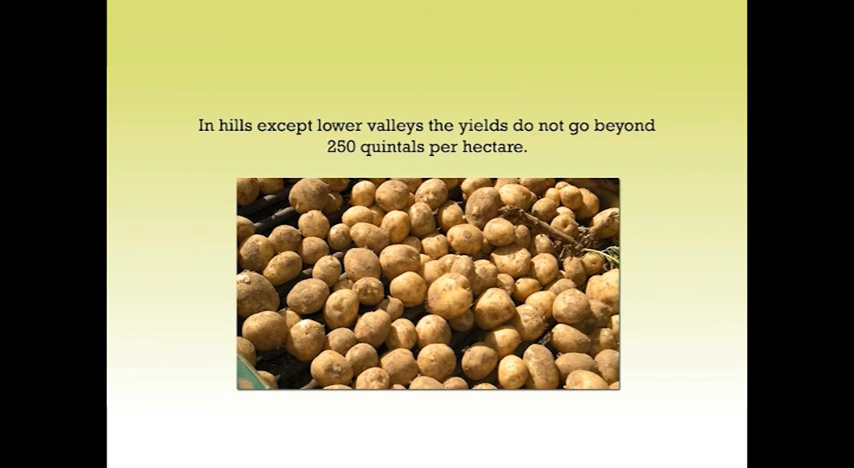 In hills except lower valleys the yields do not go beyond
250 quintals per hectare.